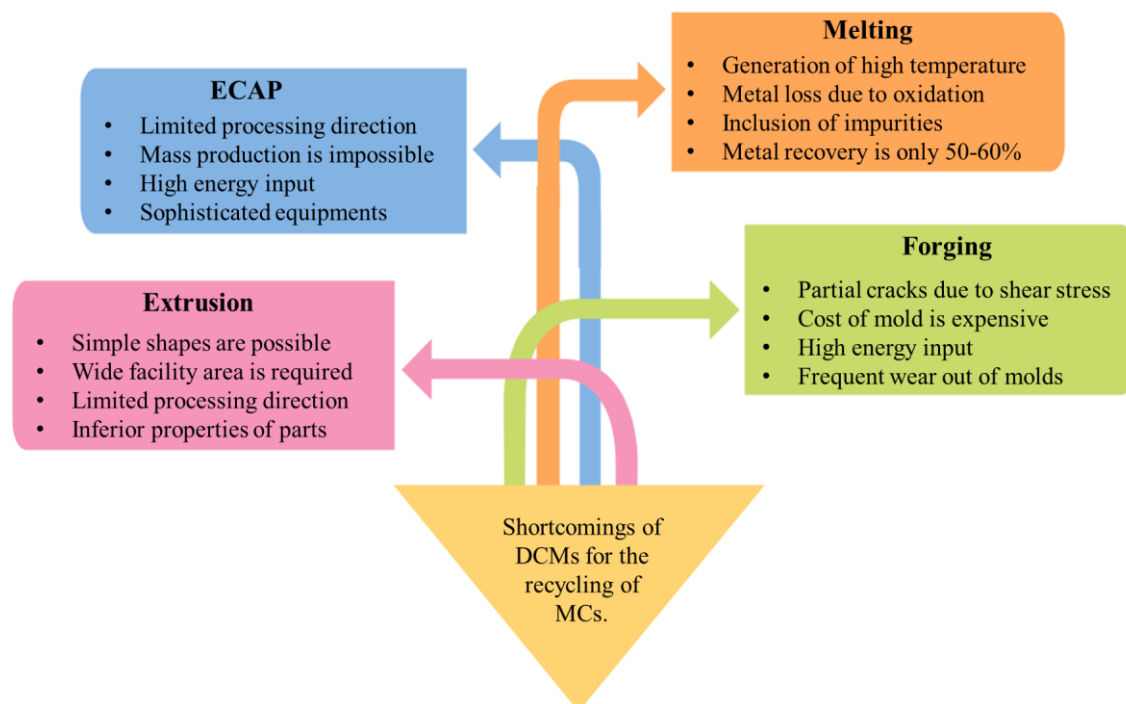 Melting
• Generation of high temperature
• Metal loss due to oxidation
• Inclusion of impurities
• Metal recovery is only 50-60%
ECAP
• Limited processing direction
• Mass production is impossible
• High energy input
• Sophisticated equipments
Forging
• Partial cracks due to shear stress
• Cost of mold is expensive
• High energy input
• Frequent wear out of molds
Extrusion
• Simple shapes are possible
• Wide facility area is required
• Limited processing direction
• Inferior properties of parts
Shortcomings of
DCMs for the
recycling of
MCs.